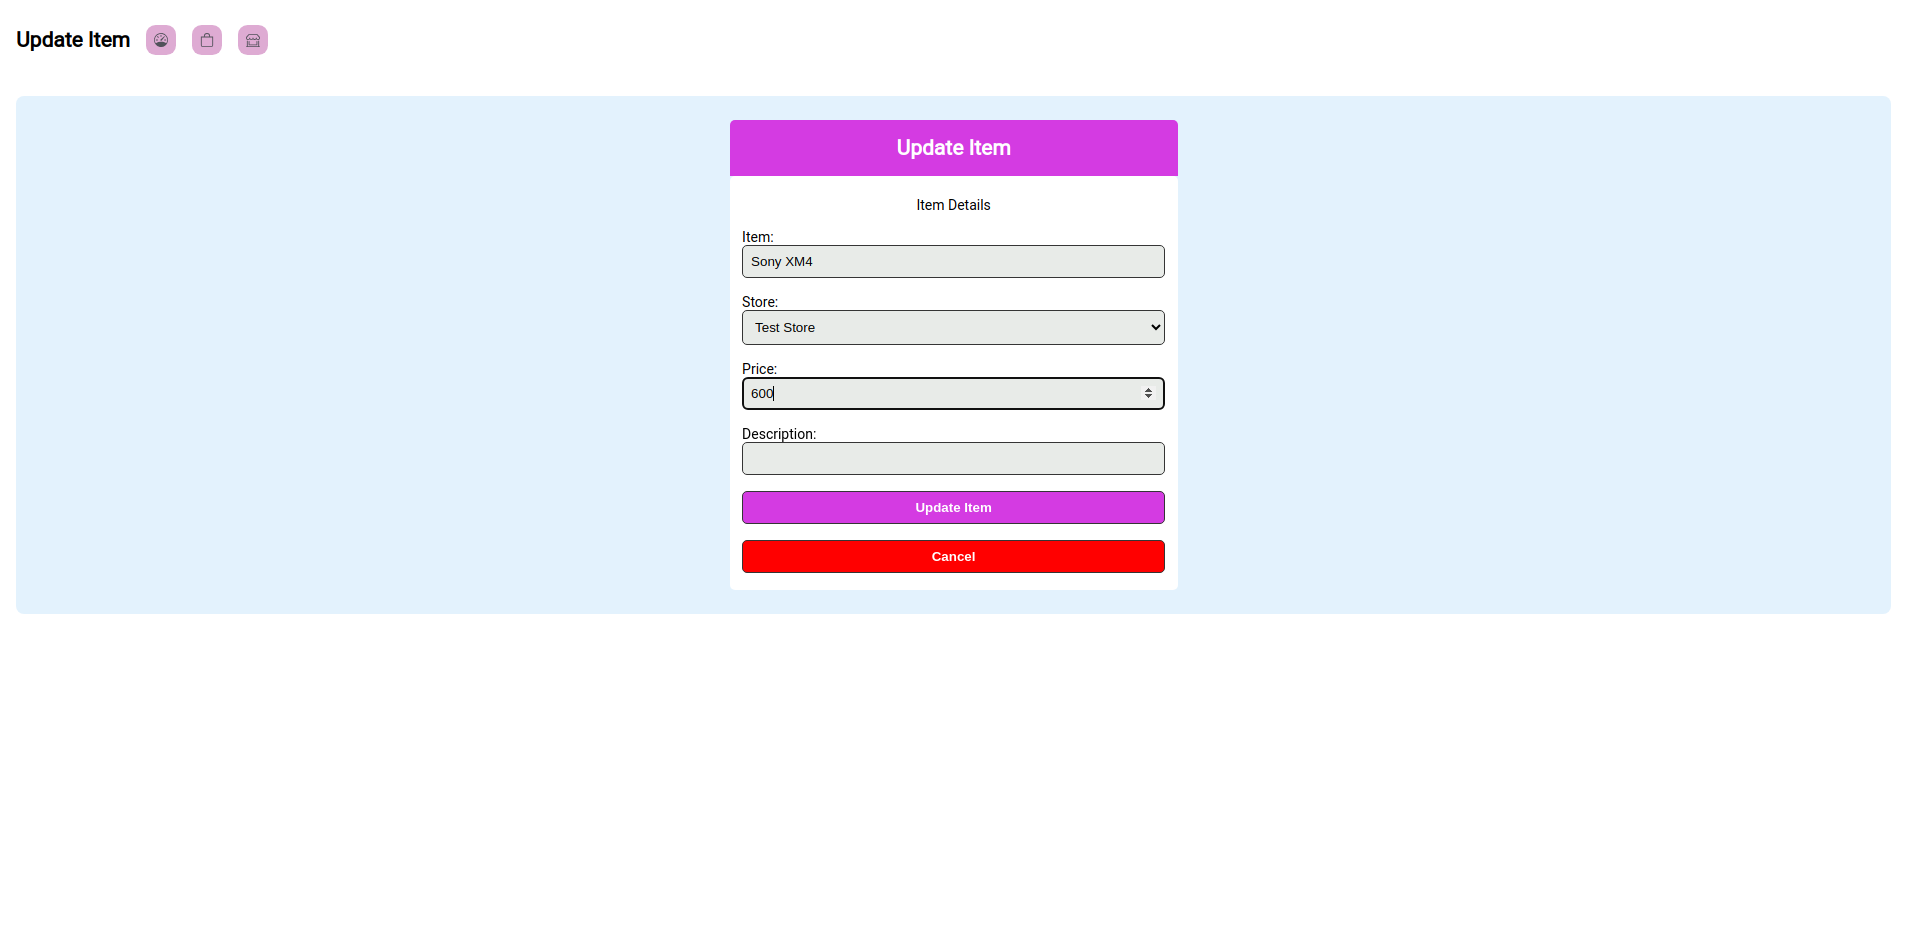 Update Item
Update Item
Item Details
Item:
Sony XM4
Store:
Test Store
Price:
600
Description:
Update Item
Cancel